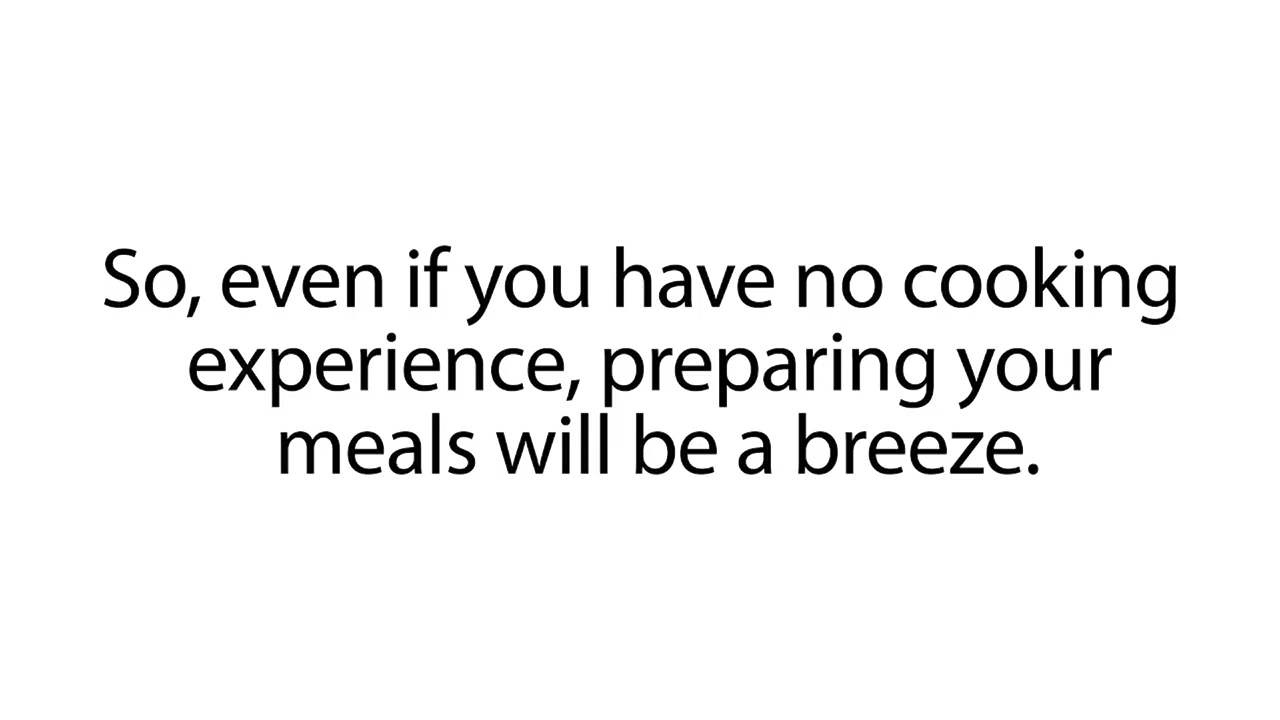 So, even if you have no cooking
experience, preparing your
meals will be a breeze.